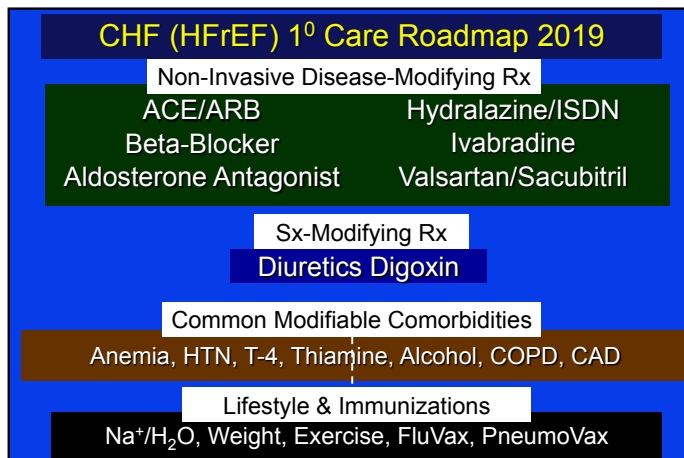 CHF (HFrEF) 1⁰ Care Roadmap 2019
Non-Invasive Disease-Modifying Rx
ACE/ARB Hydralazine/ISDN
Beta-Blocker Ivabradine
Aldosterone Antagonist Valsartan/Sacubitril
Sx-Modifying Rx
Diuretics Digoxin
Common Modifiable Comorbidities
Anemia, HTN, T-4, Thiamine, Alcohol, COPD, CAD
Lifestyle & Immunizations
Na⁺/H₂O, Weight, Exercise, FluVax, PneumoVax